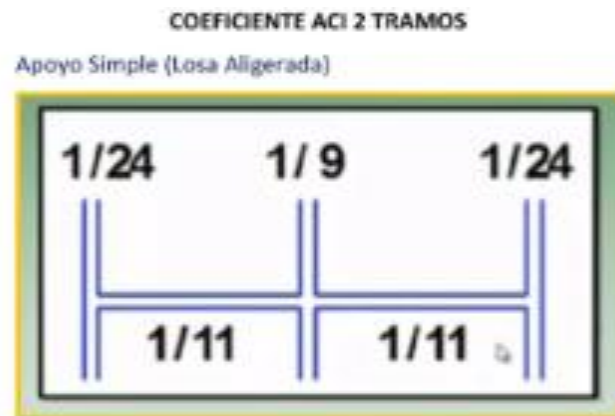 COEFICIENTE ACI 2 TRAMOS
Apoyo Simple (Losa Aligerada)
1/24 1/9 1/24
1/11 1/11